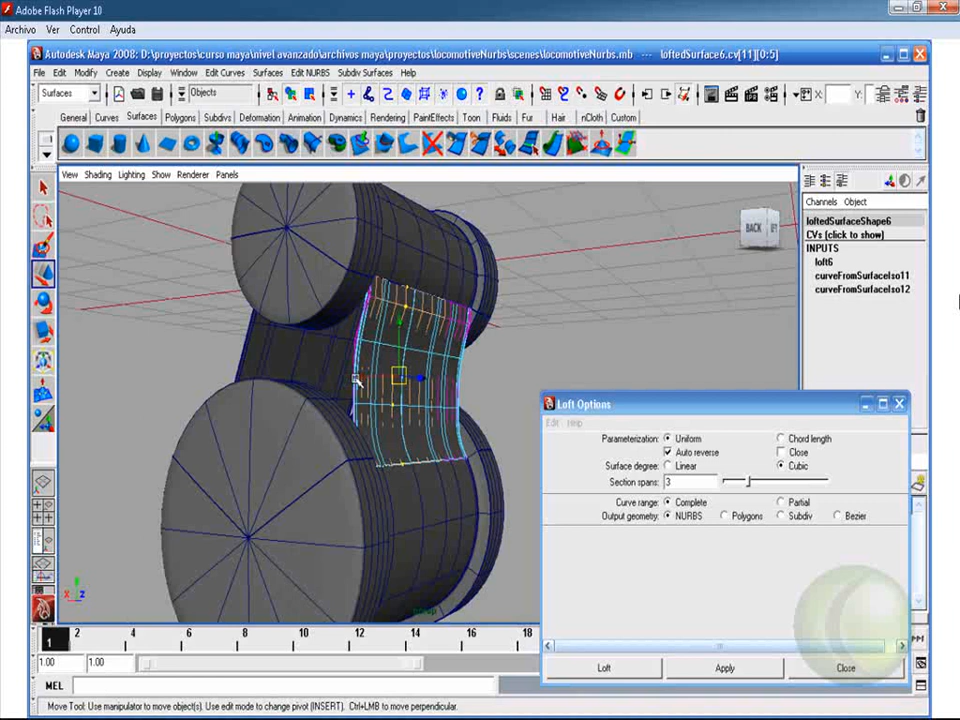 Adobe Flash Player 10
Archivo Ver Control Ayuda
Autodesk Maya 2008: D:\proyectos\curso maya\nivel avanzado\archivos maya\proyectos\locomotiveNurbs\scenes\locomotiveNurbs.mb --- loftedSurface6.cv[11][0:5]
File Edit Modify Create Display Window Edit Curves Surfaces Edit NURBS Subdiv Surfaces Help
Surfaces Objects X: Y:
General Curves Surfaces Polygons Subdivs Deformation Animation Dynamics Rendering PaintEffects Toon Fluids Fur Hair nCloth Custom
View Shading Lighting Show Renderer Panels
Channels Object
loftedSurfaceShape6
CVs (click to show)
INPUTS
loft6
curveFromSurfaceIso11
curveFromSurfaceIso12
BACK
Loft Options
Edit Help
Parameterization: Uniform Chord length
Auto reverse Close
Surface degree: Linear Cubic
Section spans: 3
Curve range: Complete Partial
Output geometry: NURBS Polygons Subdiv Bezier
Loft Apply Close
x z
persp
1 2 4 6 8 10 12 14 16 18
1.00 1.00
MEL
Move Tool: Use manipulator to move object(s). Use edit mode to change pivot (INSERT). Ctrl+LMB to move perpendicular.